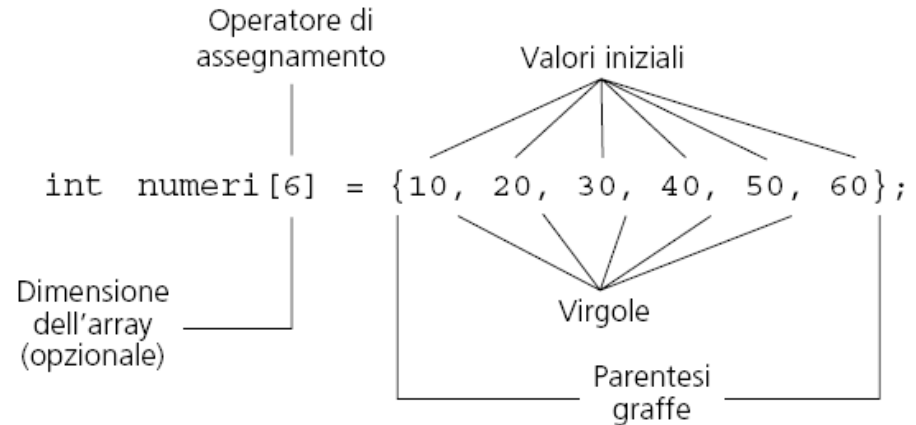 Operatore di
assegnamento
Valori iniziali
int numeri[6] = {10, 20, 30, 40, 50, 60};
Dimensione
dell'array
(opzionale)
Virgole
Parentesi
graffe